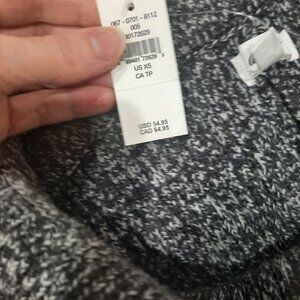 067 - 0701 - 8112
005
10172629
US XS
CA TP
USD 54.95
CAD 64.95